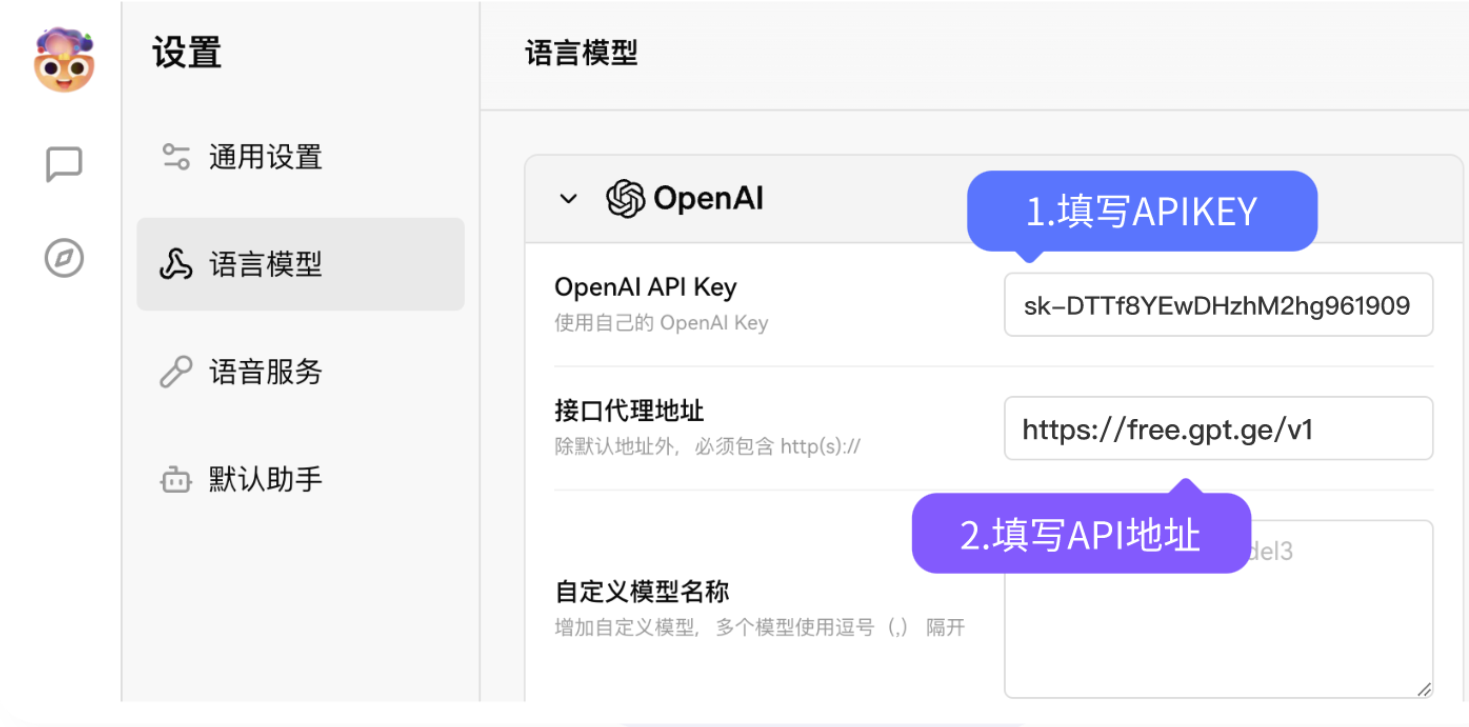 设置
通用设置
语言模型
语音服务
默认助手
语言模型
OpenAI
1.填写APIKEY
OpenAI API Key
使用自己的 OpenAI Key
sk-DTTf8YEwDHzhM2hg961909
接口代理地址
除默认地址外，必须包含 http(s)://
https://free.gpt.ge/v1
2.填写API地址
del3
自定义模型名称
增加自定义模型，多个模型使用逗号（,） 隔开